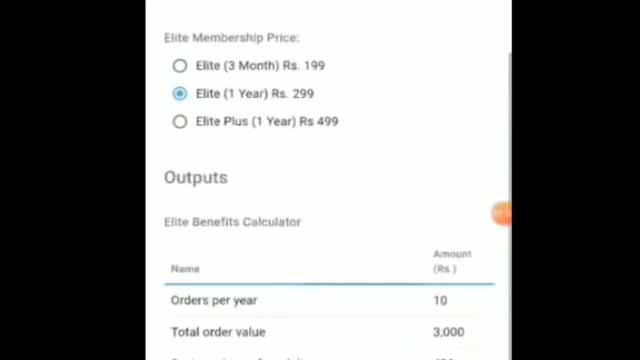 Elite Membership Price:
Elite (3 Month) Rs. 199
Elite (1 Year) Rs. 299
Elite Plus (1 Year) Rs 499
Outputs
Elite Benefits Calculator
Name
Amount
(Rs.)
Orders per year 10
Total order value 3,000